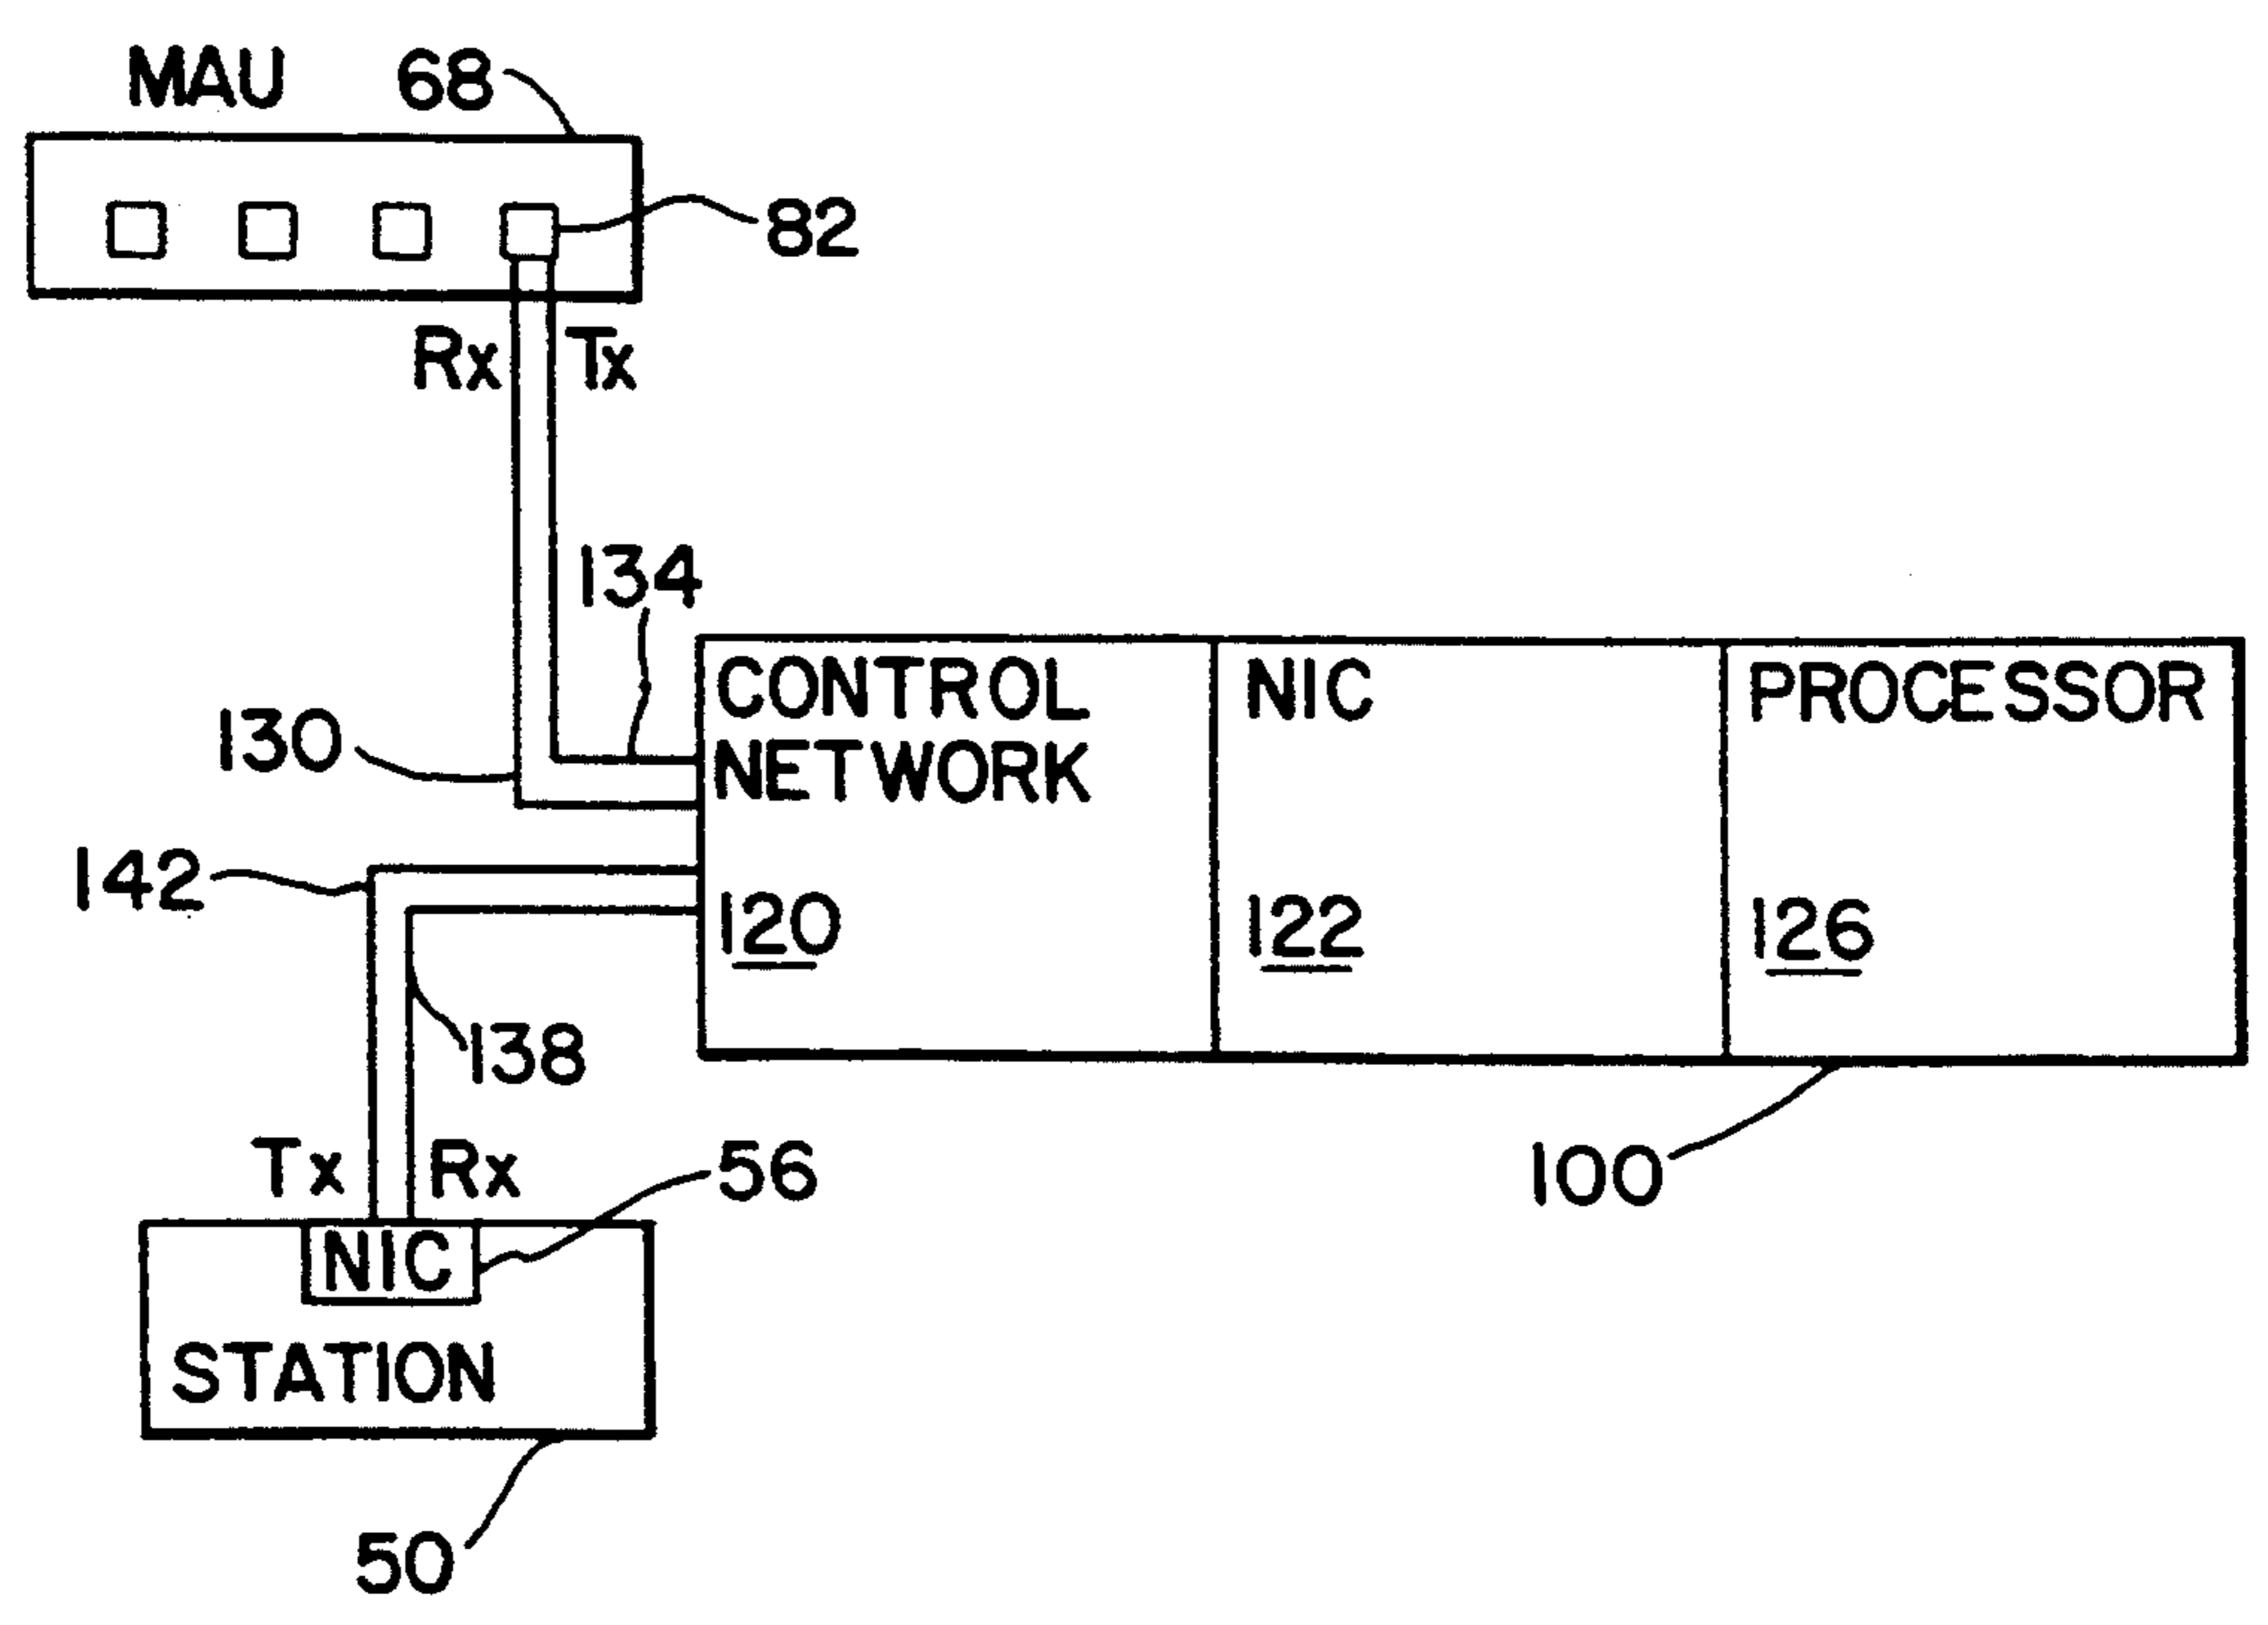 MAU 68
82
Rx Tx
134
130
CONTROL
NETWORK
NIC
PROCESSOR
142
120
122
126
138
Tx Rx
56
100
NIC
STATION
50